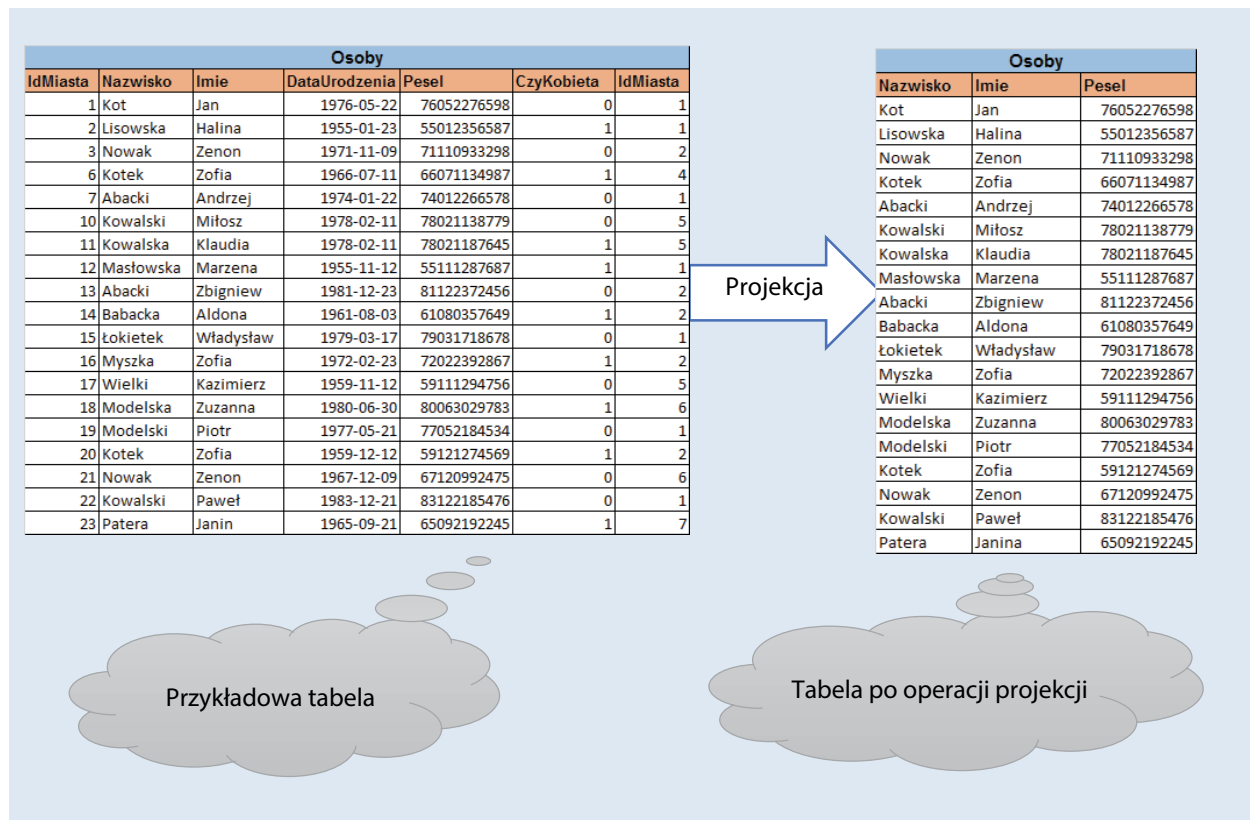 Osoby
IdMiasta Nazwisko Imie DataUrodzenia Pesel CzyKobieta IdMiasta
1 Kot Jan 1976-05-22 76052276598 0 1
2 Lisowska Halina 1955-01-23 55012356587 1 1
3 Nowak Zenon 1971-11-09 71110933298 0 2
6 Kotek Zofia 1966-07-11 66071134987 1 4
7 Abacki Andrzej 1974-01-22 74012266578 0 1
10 Kowalski Miłosz 1978-02-11 78021138779 0 5
11 Kowalska Klaudia 1978-02-11 78021187645 1 5
12 Masłowska Marzena 1955-11-12 55111287687 1 1
13 Abacki Zbigniew 1981-12-23 81122372456 0 2
14 Babacka Aldona 1961-08-03 61080357649 1 2
15 Łokietek Władysław 1979-03-17 79031718678 0 1
16 Myszka Zofia 1972-02-23 72022392867 1 2
17 Wielki Kazimierz 1959-11-12 59111294756 0 5
18 Modelska Zuzanna 1980-06-30 80063029783 1 6
19 Modelski Piotr 1977-05-21 77052184534 0 1
20 Kotek Zofia 1959-12-12 59121274569 1 2
21 Nowak Zenon 1967-12-09 67120992475 0 6
22 Kowalski Paweł 1983-12-21 83122185476 0 1
23 Patera Janin 1965-09-21 65092192245 1 7
Projekcja
Osoby
Nazwisko Imie Pesel
Kot Jan 76052276598
Lisowska Halina 55012356587
Nowak Zenon 71110933298
Kotek Zofia 66071134987
Abacki Andrzej 74012266578
Kowalski Miłosz 78021138779
Kowalska Klaudia 78021187645
Masłowska Marzena 55111287687
Abacki Zbigniew 81122372456
Babacka Aldona 61080357649
Łokietek Władysław 79031718678
Myszka Zofia 72022392867
Wielki Kazimierz 59111294756
Modelska Zuzanna 80063029783
Modelski Piotr 77052184534
Kotek Zofia 59121274569
Nowak Zenon 67120992475
Kowalski Paweł 83122185476
Patera Janina 65092192245
Przykładowa tabela
Tabela po operacji projekcji